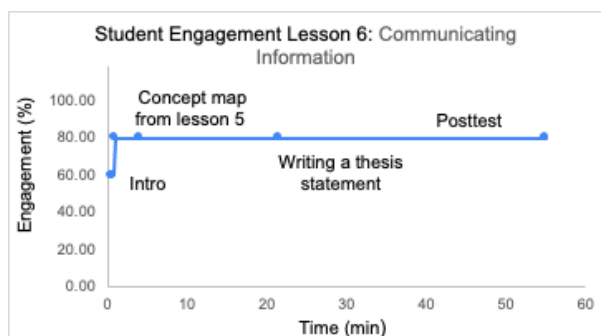 Student Engagement Lesson 6: Communicating
Information
100.00
80.00
60.00
40.00
20.00
0.00
Engagement (%)
Concept map
from lesson 5
Posttest
Intro
Writing a thesis
statement
0
10
20
30
40
50
60
Time (min)